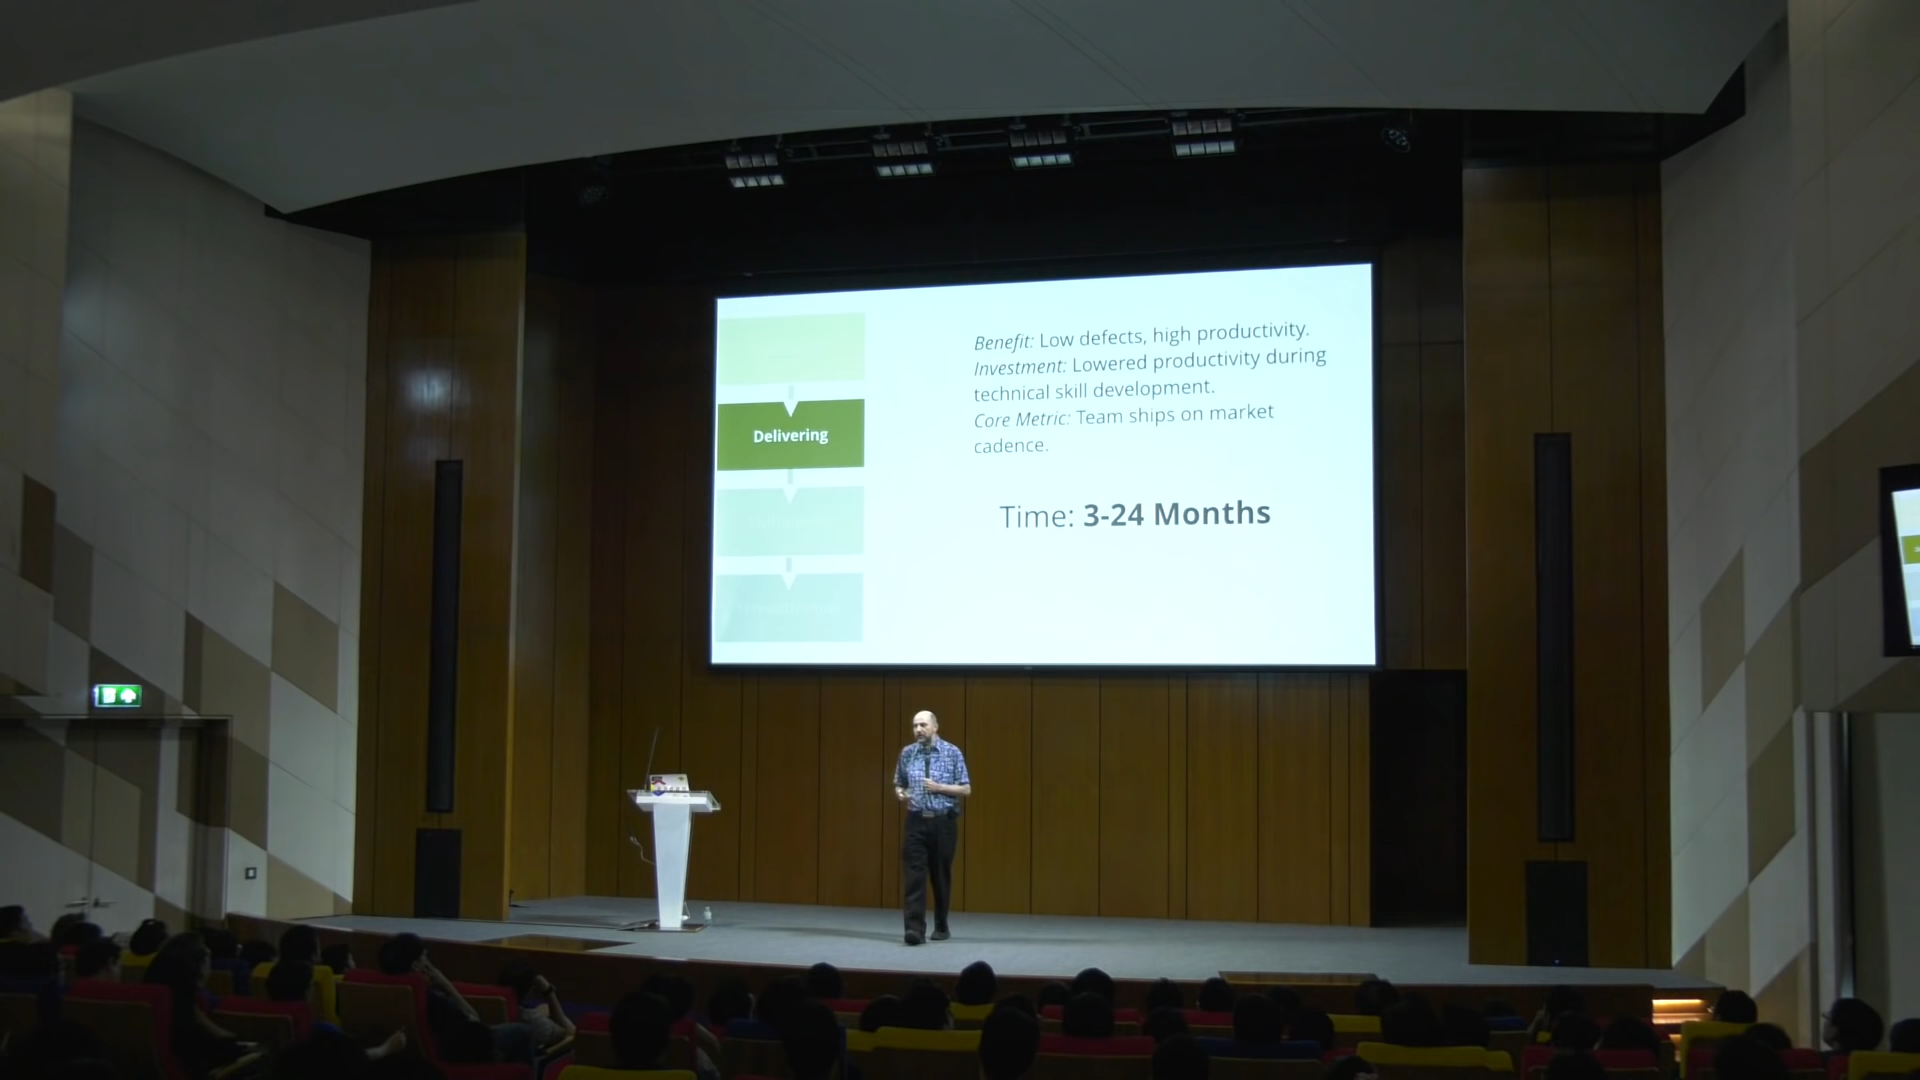 Delivering
Benefit: Low defects, high productivity.
Investment: Lowered productivity during
technical skill development.
Core Metric: Team ships on market
cadence.
Time: 3-24 Months